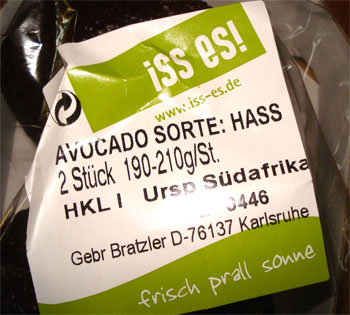 iss es!
www.iss-es.de
AVOCADO SORTE: HASS
2 Stück 190-210g/St.
HKL I Ursp Südafrika
0446
Gebr Bratzler D-76137 Karlsruhe
frisch prall sonne